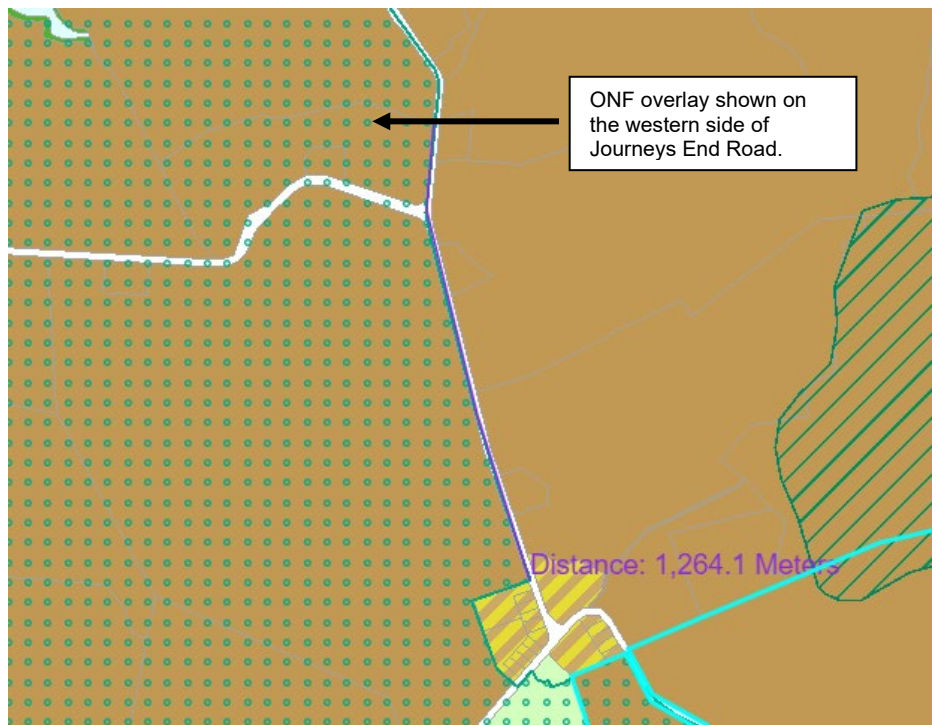 ONF overlay shown on
the western side of
Journeys End Road.
Distance: 1,264.1 Meters